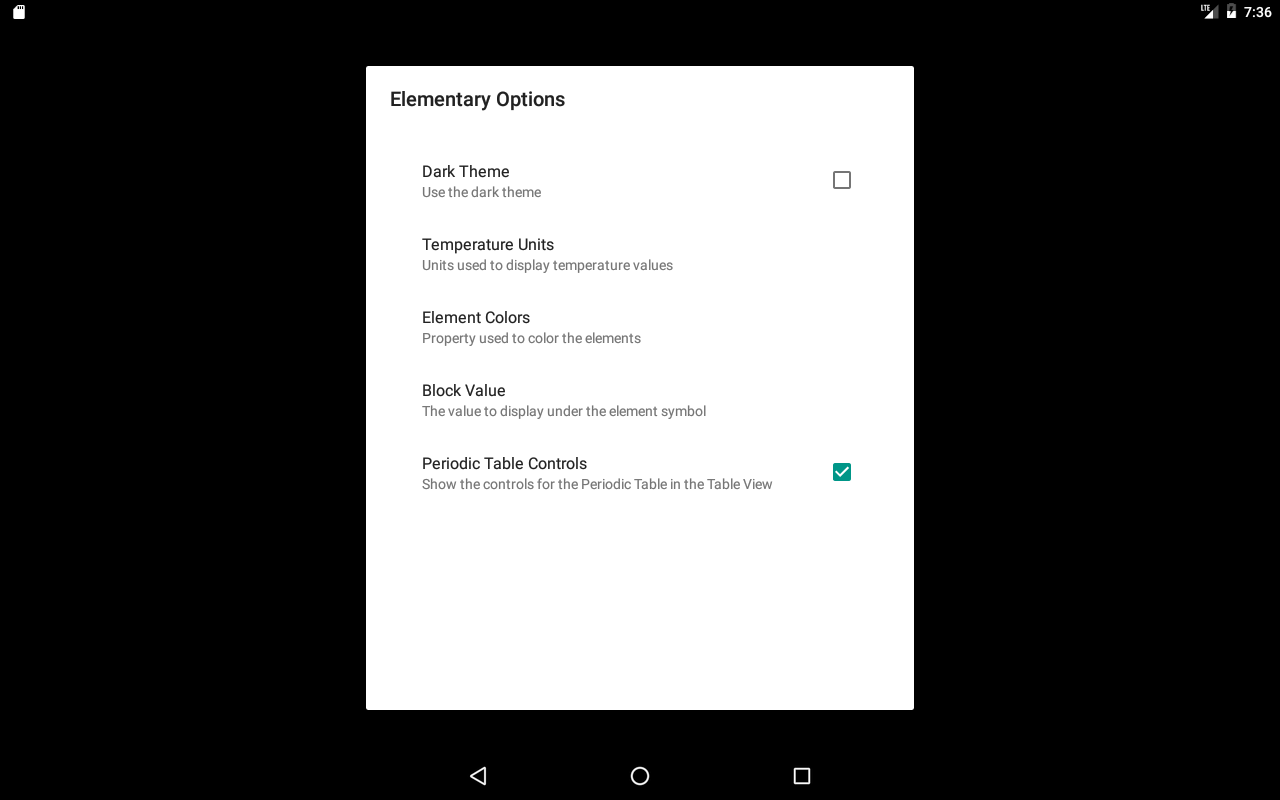 LTE 7:36
Elementary Options
Dark Theme
Use the dark theme
Temperature Units
Units used to display temperature values
Element Colors
Property used to color the elements
Block Value
The value to display under the element symbol
Periodic Table Controls
Show the controls for the Periodic Table in the Table View